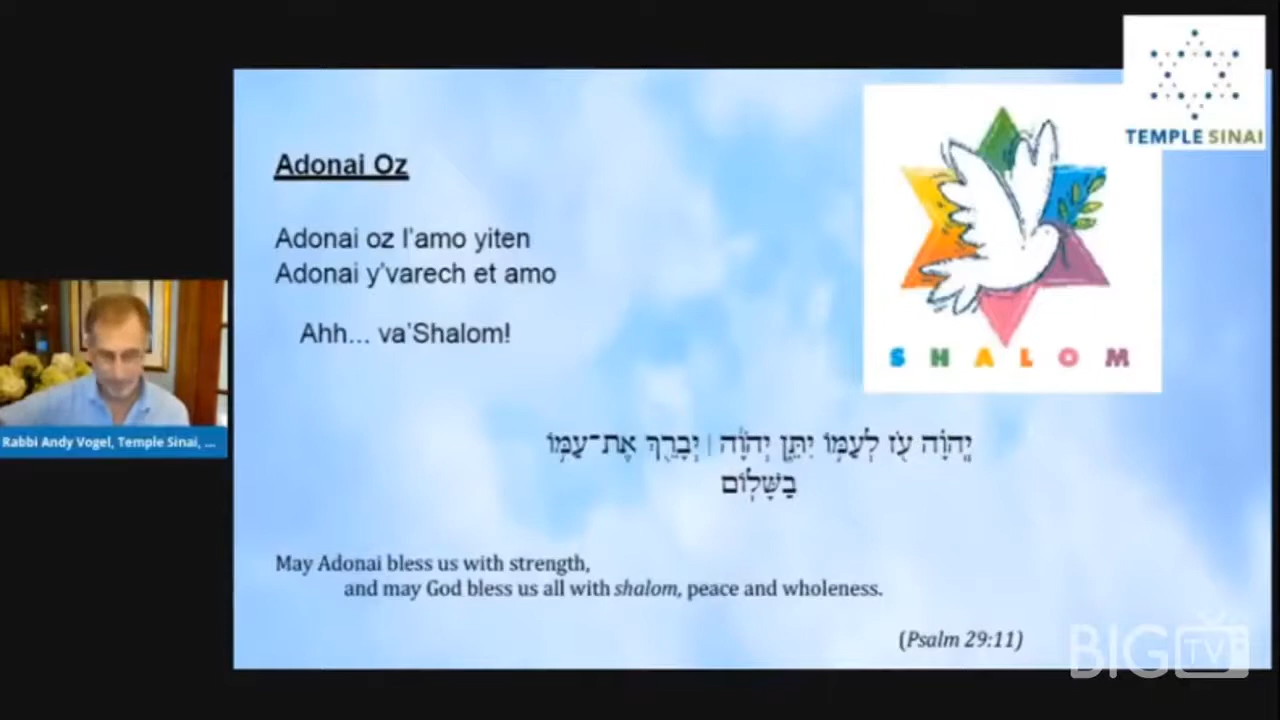 TEMPLE SINAI
Adonai Oz
Adonai oz l'amo yiten
Adonai y'varech et amo
Ahh... va'Shalom!
SHALOM
Rabbi Andy Vogel, Temple Sinai, ...
יְֽהוָ֗ה עֹ֭ז לְעַמּ֣וֹ יִתֵּ֑ן יְהוָ֓ה ׀ יְבָרֵ֖ךְ אֶת־עַמּ֣וֹ
בַשָּׁלֽוֹם
May Adonai bless us with strength,
and may God bless us all with shalom, peace and wholeness.
(Psalm 29:11)
BIG TV